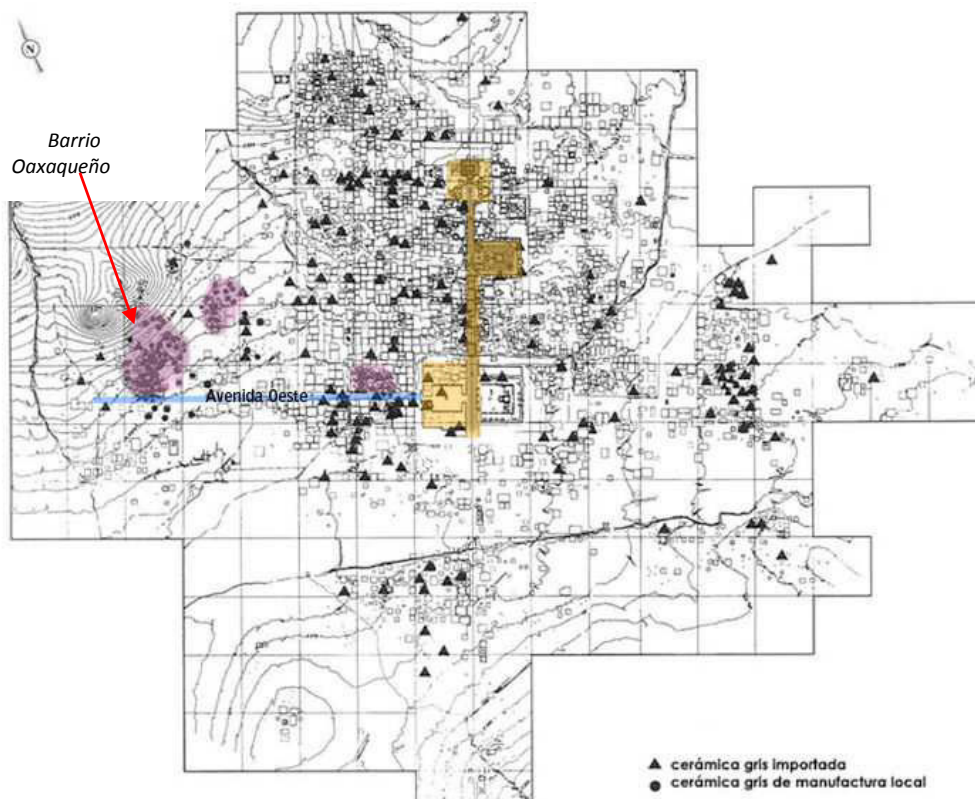 N
Barrio
Oaxaqueño
Avenida Oeste
cerámica gris importada
cerámica gris de manufactura local